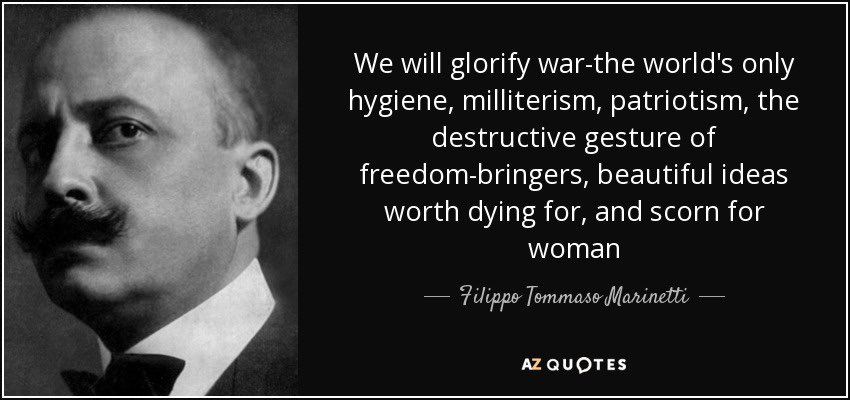 We will glorify war-the world's only
hygiene, milliterism, patriotism, the
destructive gesture of
freedom-bringers, beautiful ideas
worth dying for, and scorn for
woman
Filippo Tommaso Marinetti
AZ QUOTES